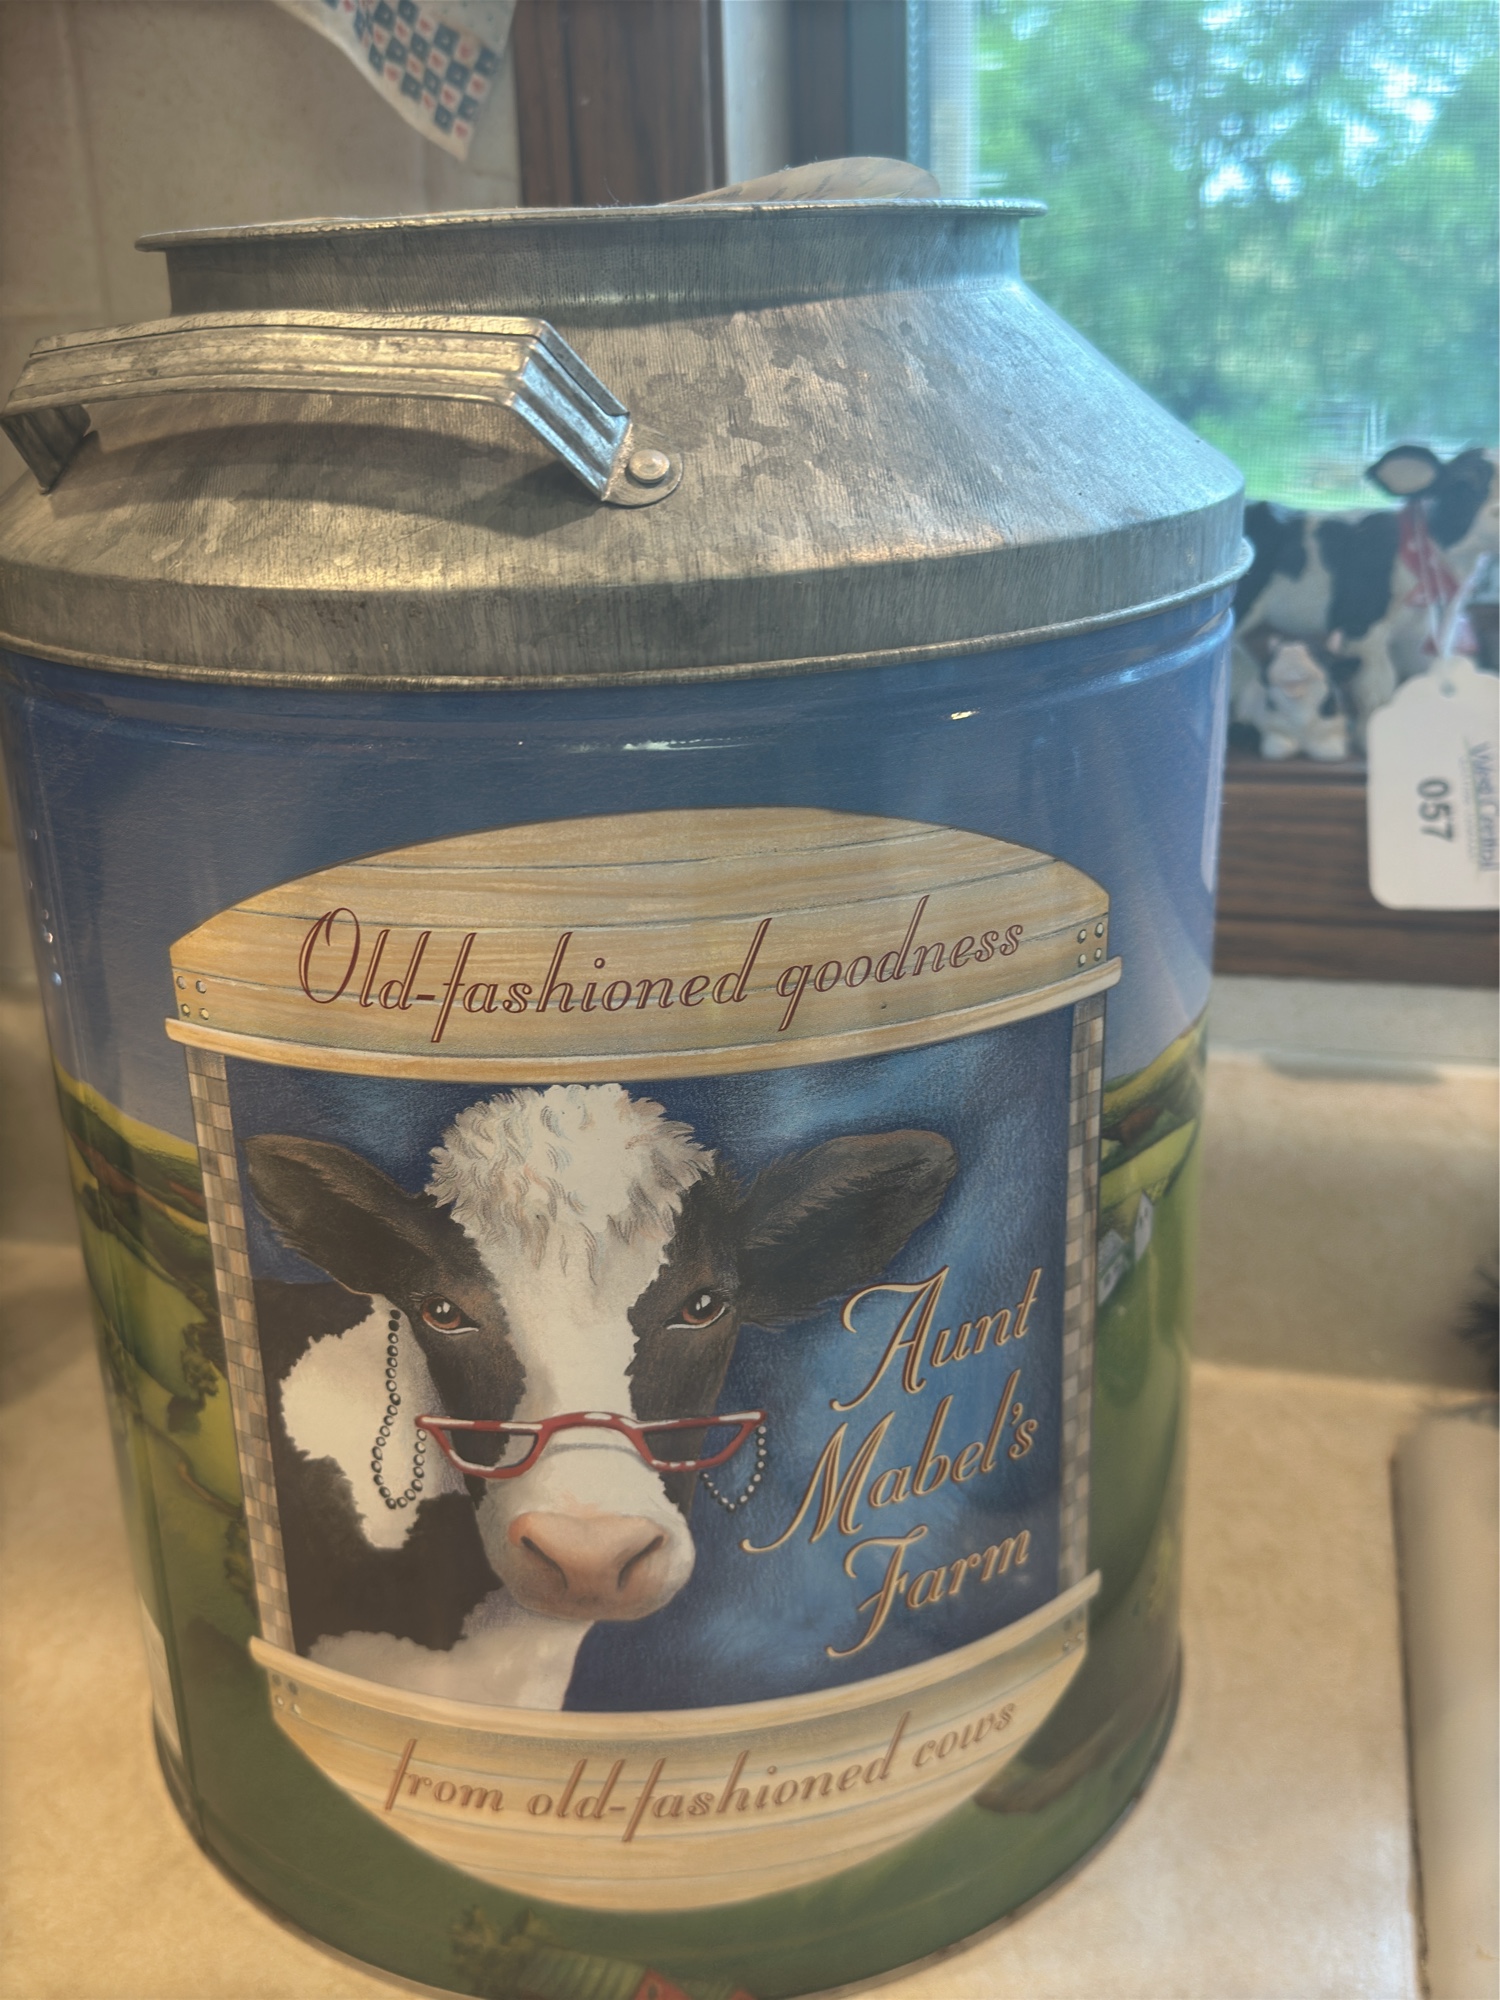 Old-fashioned goodness
Aunt
Mabel's
Farm
from old-fashioned cows
057